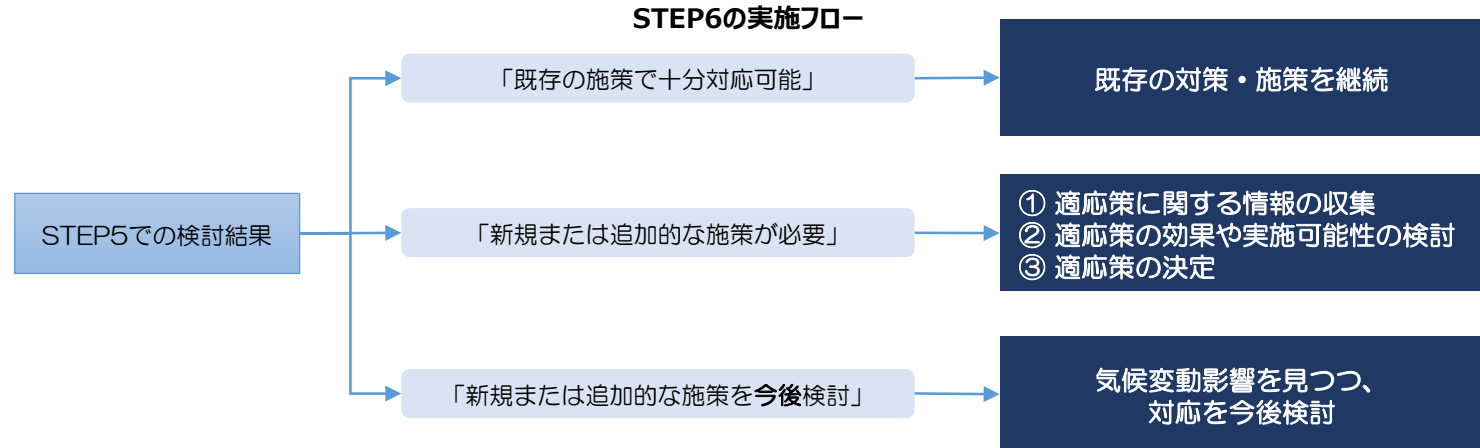 STEP6の実施フロー
「既存の施策で十分対応可能」
既存の対策・施策を継続
STEP5での検討結果
「新規または追加的な施策が必要」
① 適応策に関する情報の収集
② 適応策の効果や実施可能性の検討
③ 適応策の決定
「新規または追加的な施策を今後検討」
気候変動影響を見つつ、
対応を今後検討